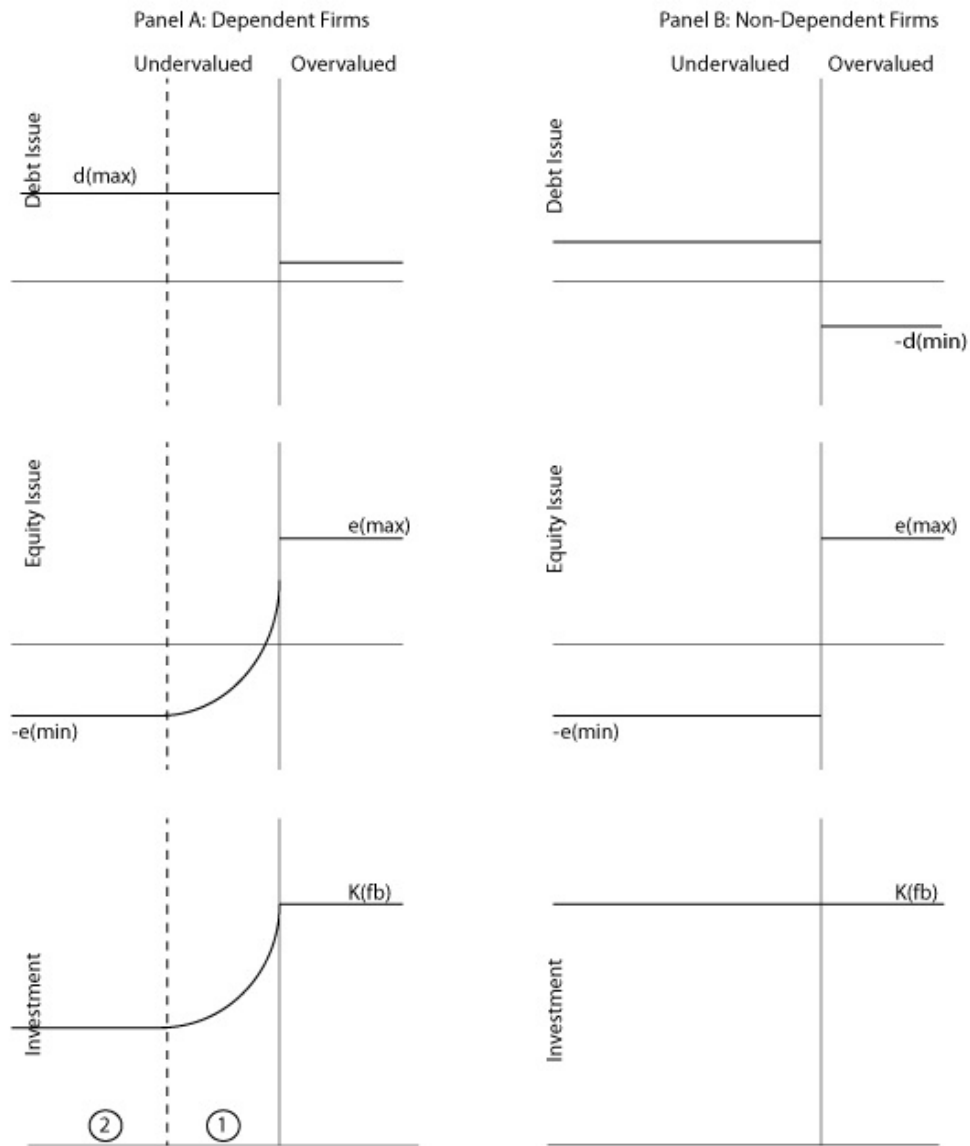 Panel A: Dependent Firms
Undervalued Overvalued
Debt Issue
d(max)
Equity Issue
e(max)
-e(min)
Investment
K(fb)
2 1
Panel B: Non-Dependent Firms
Undervalued Overvalued
Debt Issue
-d(min)
Equity Issue
e(max)
-e(min)
Investment
K(fb)